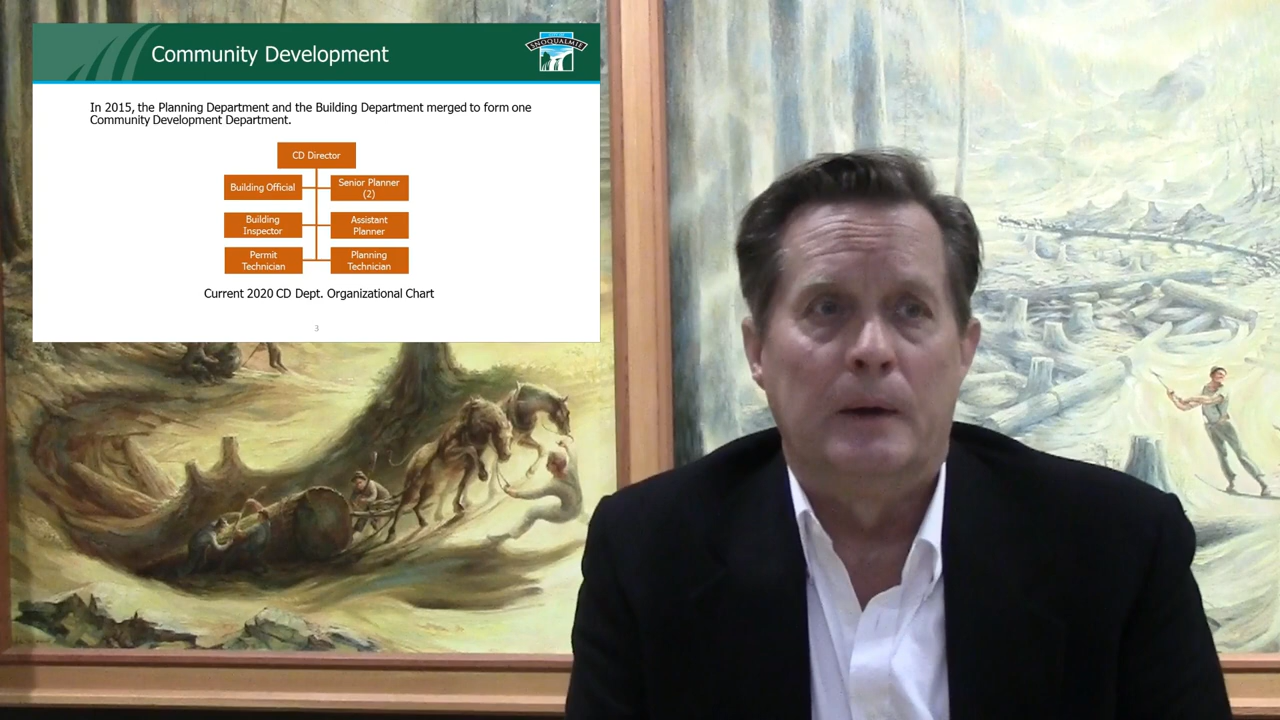 Community Development
CITY OF
SNOQUALMIE
In 2015, the Planning Department and the Building Department merged to form one
Community Development Department.
CD Director
Building Official
Senior Planner
(2)
Building
Inspector
Assistant
Planner
Permit
Technician
Planning
Technician
Current 2020 CD Dept. Organizational Chart
3